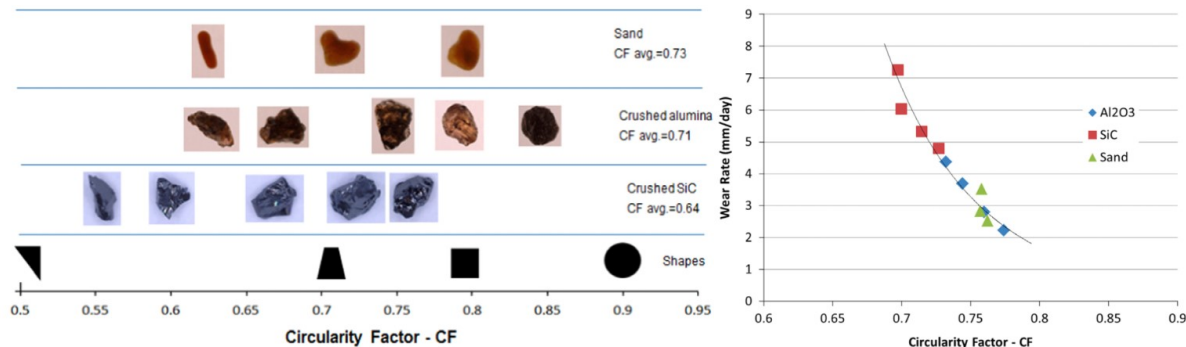 Sand
CF avg.=0.73
Crushed alumina
CF avg.=0.71
Crushed SiC
CF avg.=0.64
Shapes
0.5 0.55 0.6 0.65 0.7 0.75 0.8 0.85 0.9 0.95
Circularity Factor - CF
Wear Rate (mm/day)
9
8
7
6
5
4
3
2
1
0
Al2O3
SiC
Sand
0.6 0.65 0.7 0.75 0.8 0.85 0.9
Circularity Factor - CF